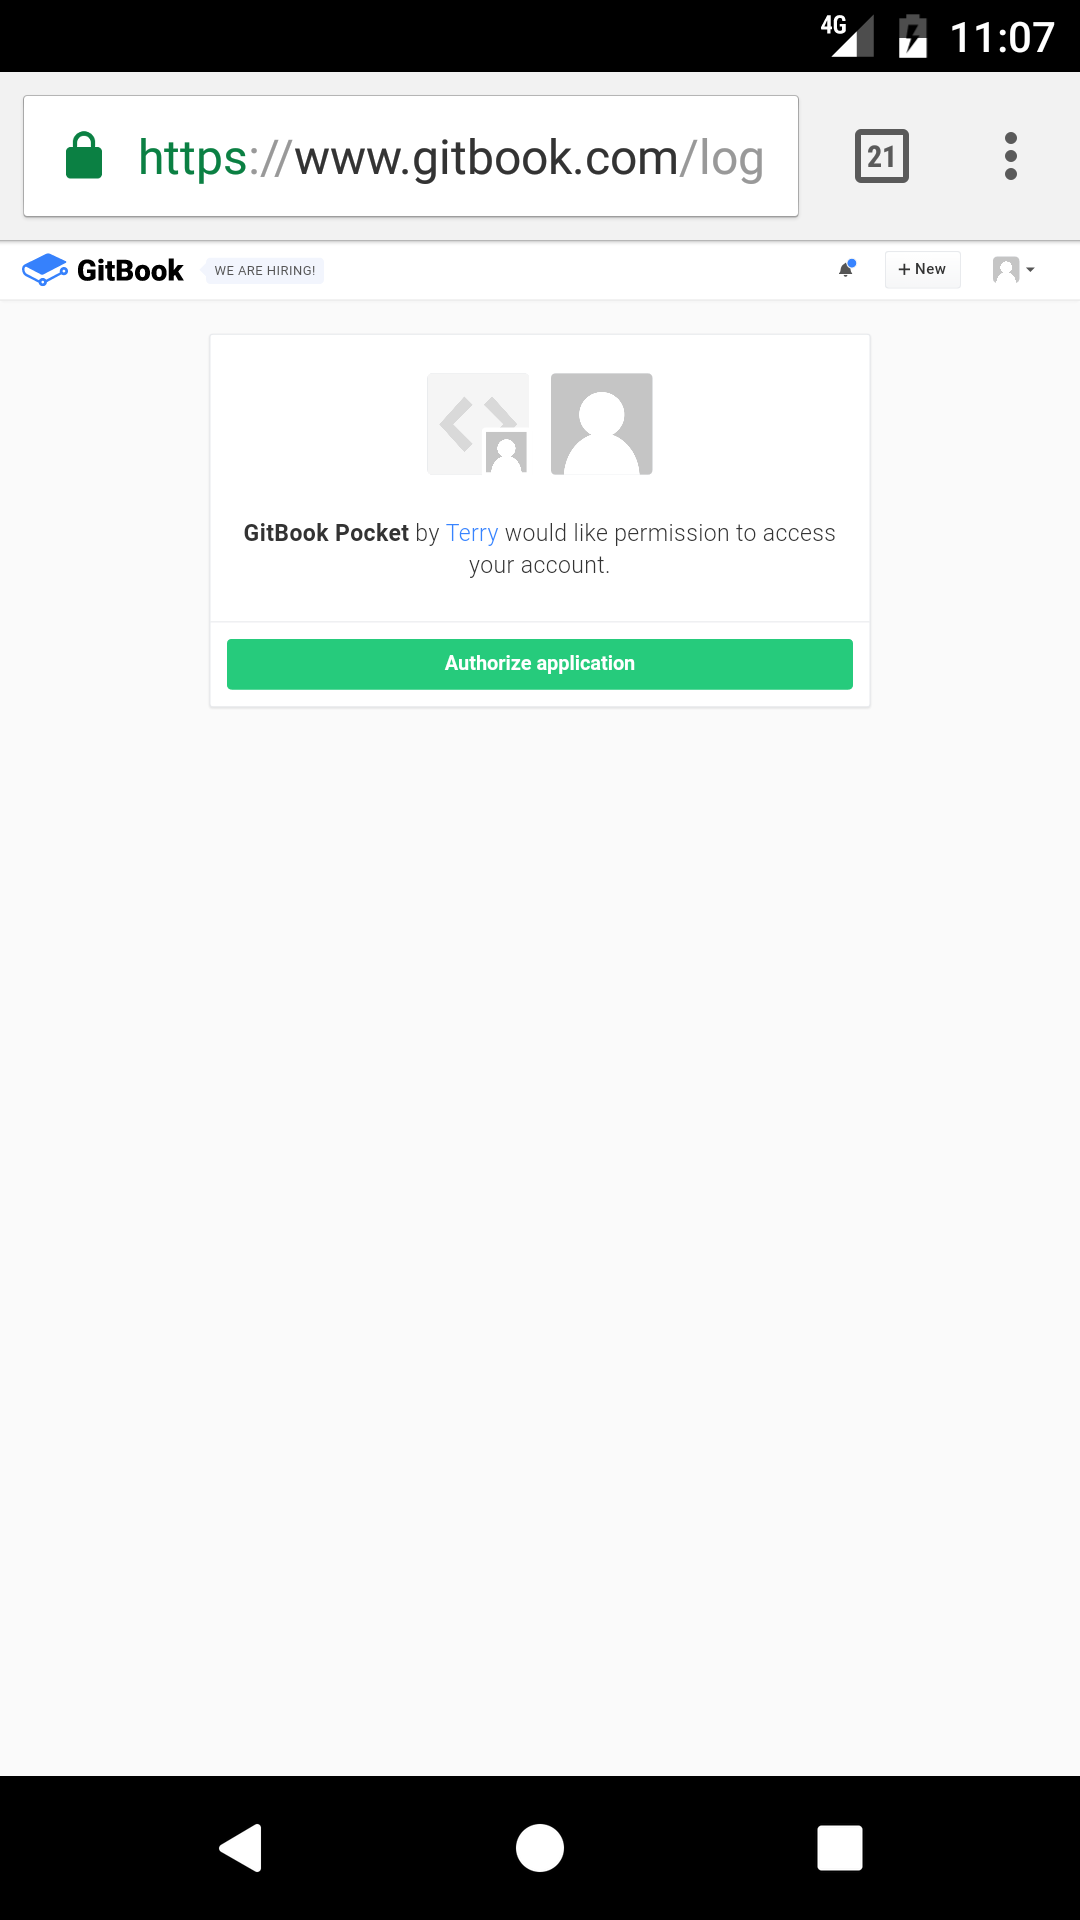 4G 11:07
https://www.gitbook.com/log 21
GitBook WE ARE HIRING! + New
GitBook Pocket by Terry would like permission to access
your account.
Authorize application